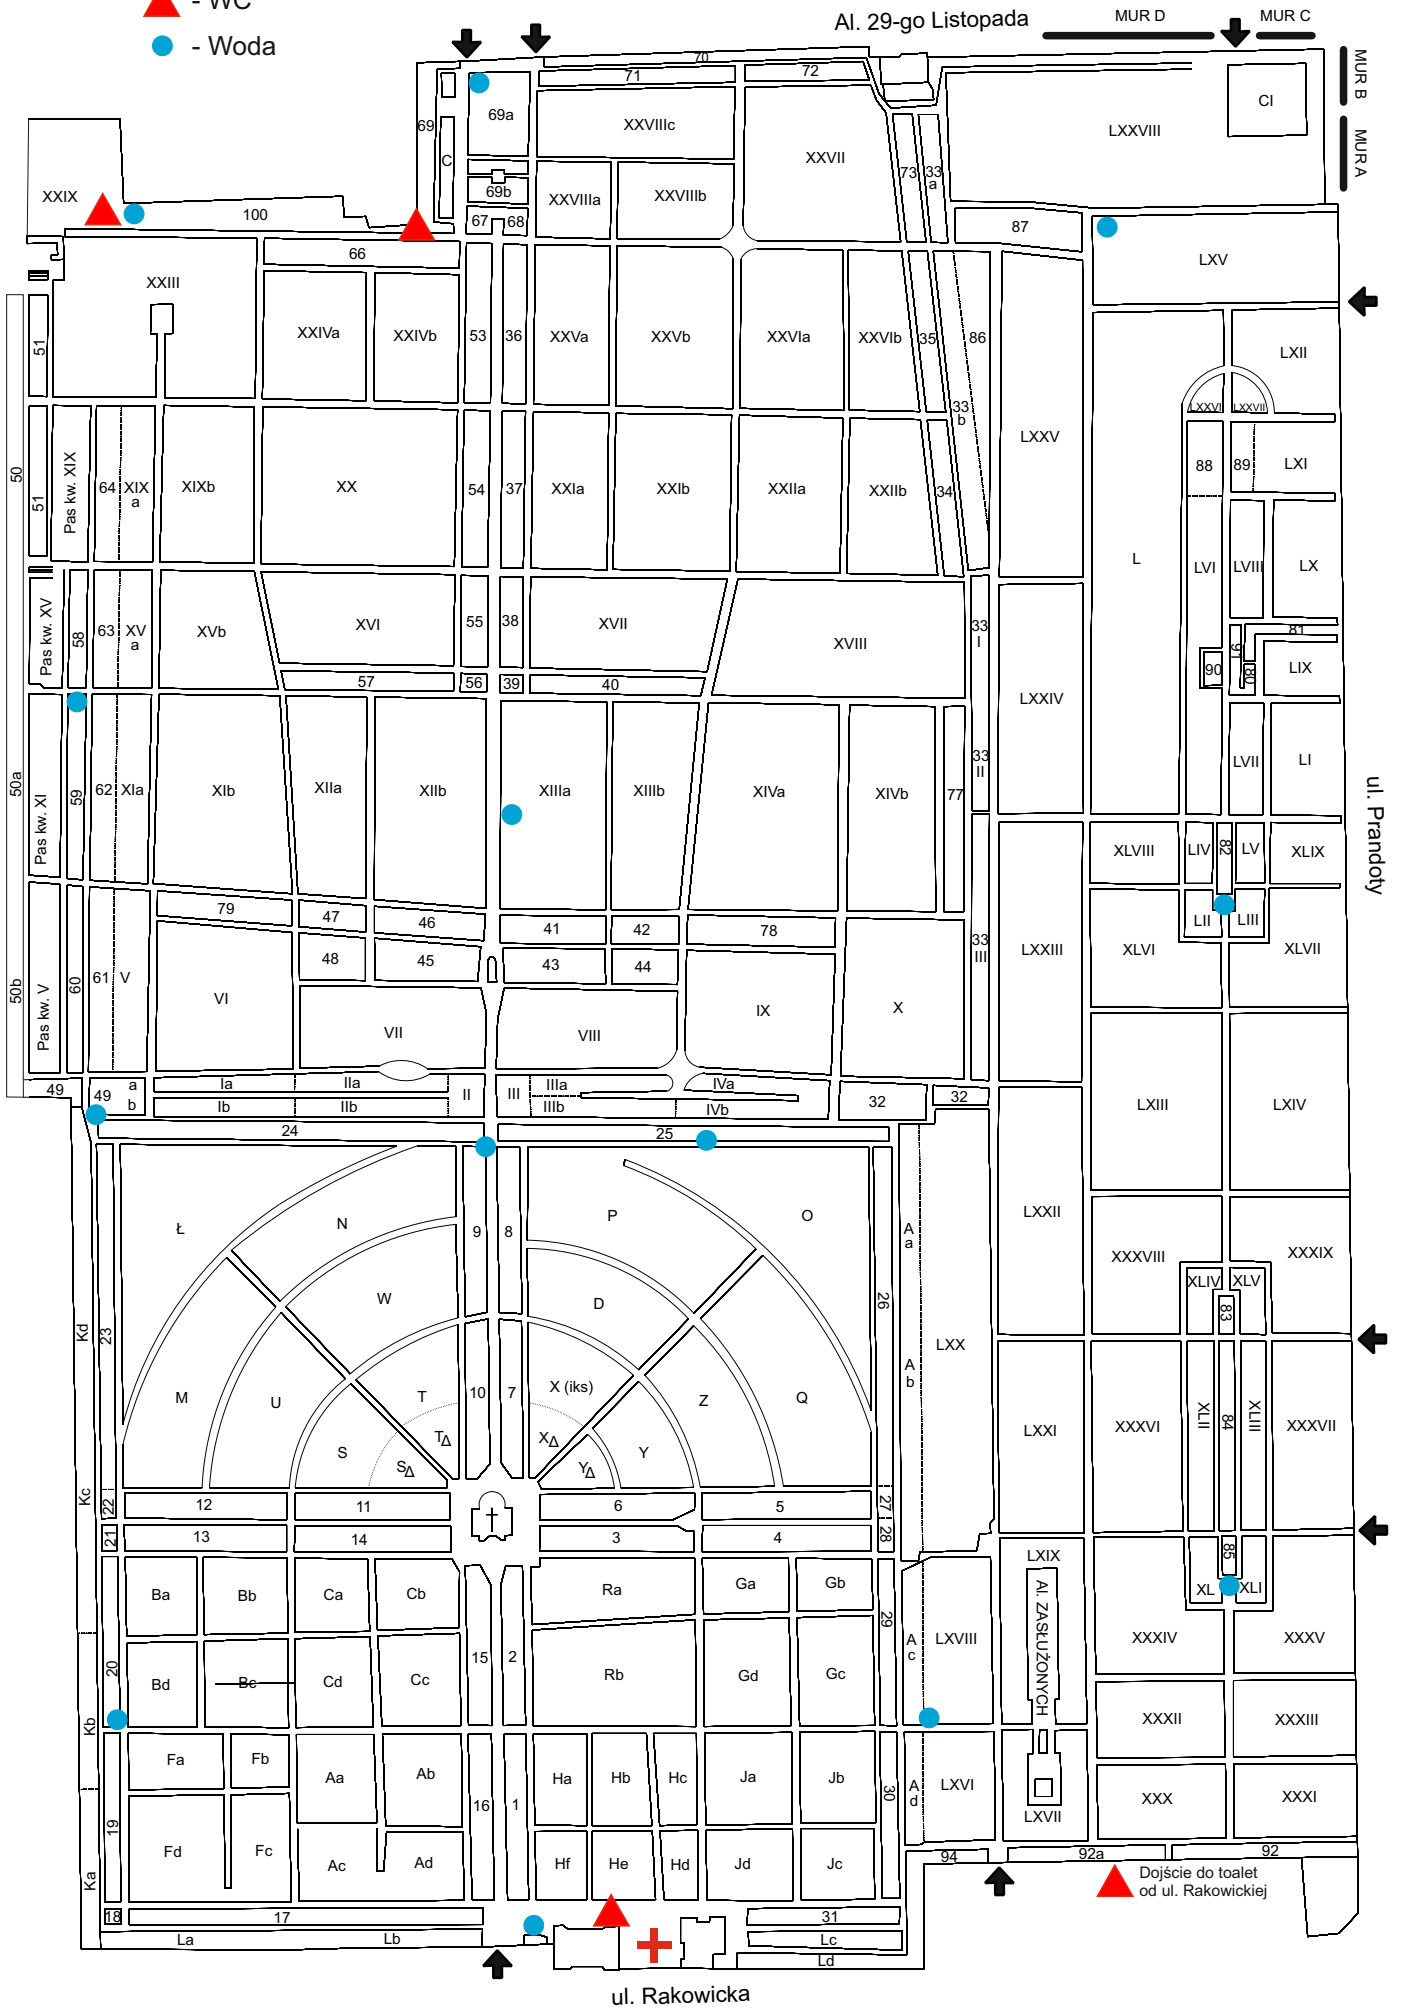 - WC
- Woda
Al. 29-go Listopada
MUR D
MUR C
MUR B
MUR A
70
71
72
69
69a
C
XXVIIIc
XXVII
73
33
a
LXXVIII
CI
XXIX
100
69b
67
68
XXVIIIa
XXVIIIb
87
LXV
66
XXIII
51
XXIVa
XXIVb
53
36
XXVa
XXVb
XXVIa
XXVIb
35
86
LXII
33
b
LXXVI
LXXVII
50
51
Pas kw. XIX
64
XIX
a
XIXb
XX
54
37
XXIa
XXIb
XXIIa
XXIIb
34
LXXV
88
89
LXI
L
LVI
LVIII
LX
Pas kw. XV
58
63
XV
a
XVb
XVI
55
38
XVII
XVIII
33
I
81
91
90
80
LIX
57
56
39
40
LXXIV
50a
Pas kw. XI
59
62
XIa
XIb
XIIa
XIIb
XIIIa
XIIIb
XIVa
XIVb
77
33
II
LVII
LI
ul. Prandoty
XLVIII
LIV
82
LV
XLIX
79
47
46
41
42
78
LII
LIII
50b
Pas kw. V
60
61
V
48
45
43
44
33
III
LXXIII
XLVI
XLVII
VI
VII
VIII
IX
X
49
49
a
b
Ia
IIa
II
III
IIIa
IVa
Ib
IIb
IIIb
IVb
32
32
LXIII
LXIV
24
25
Ł
N
9
8
P
O
A
a
LXXII
XXXVIII
XXXIX
W
D
26
XLIV
XLV
83
Kd
23
LXX
A
b
M
U
T
10
7
X (iks)
Z
Q
LXXI
XXXVI
XLII
84
XLIII
XXXVII
S
T∆
S∆
X∆
Y∆
Y
Kc
22
12
11
6
5
27
21
13
14
3
4
28
85
LXIX
Ba
Bb
Ca
Cb
Ra
Ga
Gb
29
XL
XLI
Al. ZASŁUŻONYCH
20
Bd
Bc
Cd
Cc
15
2
Rb
Gd
Gc
A
c
LXVIII
XXXIV
XXXV
Kb
XXXII
XXXIII
Fa
Fb
Aa
Ab
16
1
Ha
Hb
Hc
Ja
Jb
30
A
d
LXVI
LXVII
XXX
XXXI
19
Fd
Fc
Ac
Ad
Hf
He
Hd
Jd
Jc
Ka
94
92a
92
Dojście do toalet
od ul. Rakowickiej
18
17
31
La
Lb
Lc
Ld
ul. Rakowicka